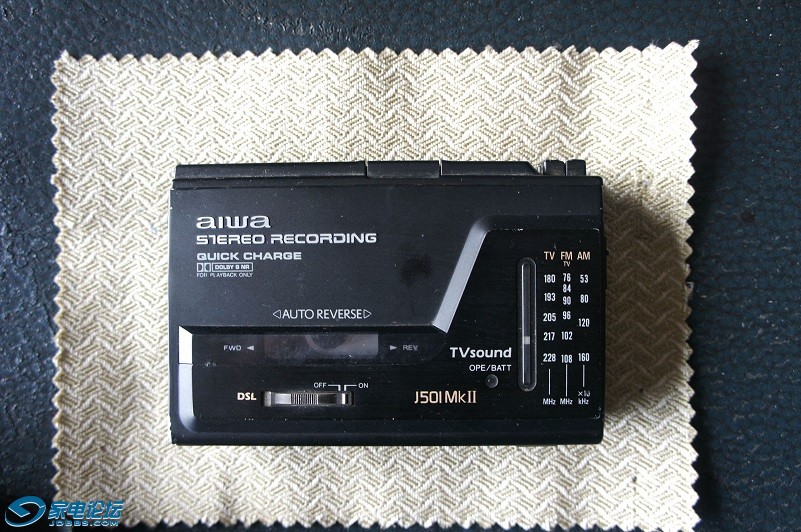 aiwa
STEREO RECORDING
QUICK CHARGE
DOLBY B NR
FOR PLAYBACK ONLY
◁AUTO REVERSE▷
FWD ◀ ▶ REV
DSL
OFF ON
TVsound
OPE/BATT
J501MkII
TV FM AM
TV
180 76 53
84
193 90 80
205 96 120
217 102
228 108 160
MHz MHz kHz
家电论坛
JDBBS.COM